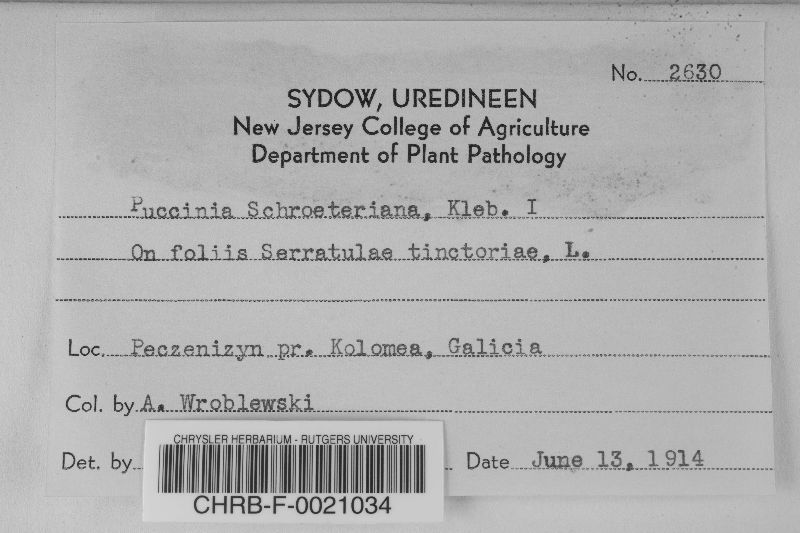 No. 2630
SYDOW, UREDINEEN
New Jersey College of Agriculture
Department of Plant Pathology
Puccinia Schroeteriana, Kleb. I
On foliis Serratulae tinctoriae, L.
Loc. Peczenizyn pr. Kolomea, Galicia
Col. by A. Wroblewski
Det. by Date June 13, 1914
CHRYSLER HERBARIUM - RUTGERS UNIVERSITY
CHRB-F-0021034